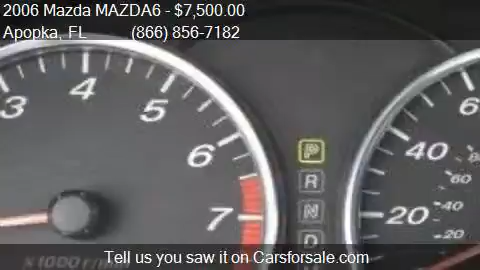 2006 Mazda MAZDA6 - $7,500.00
Apopka, FL (866) 856-7182
3 4 5 6 7
P
R
N
D
6
40
60
20
40
20
x1000 r/min
Tell us you saw it on Carsforsale.com